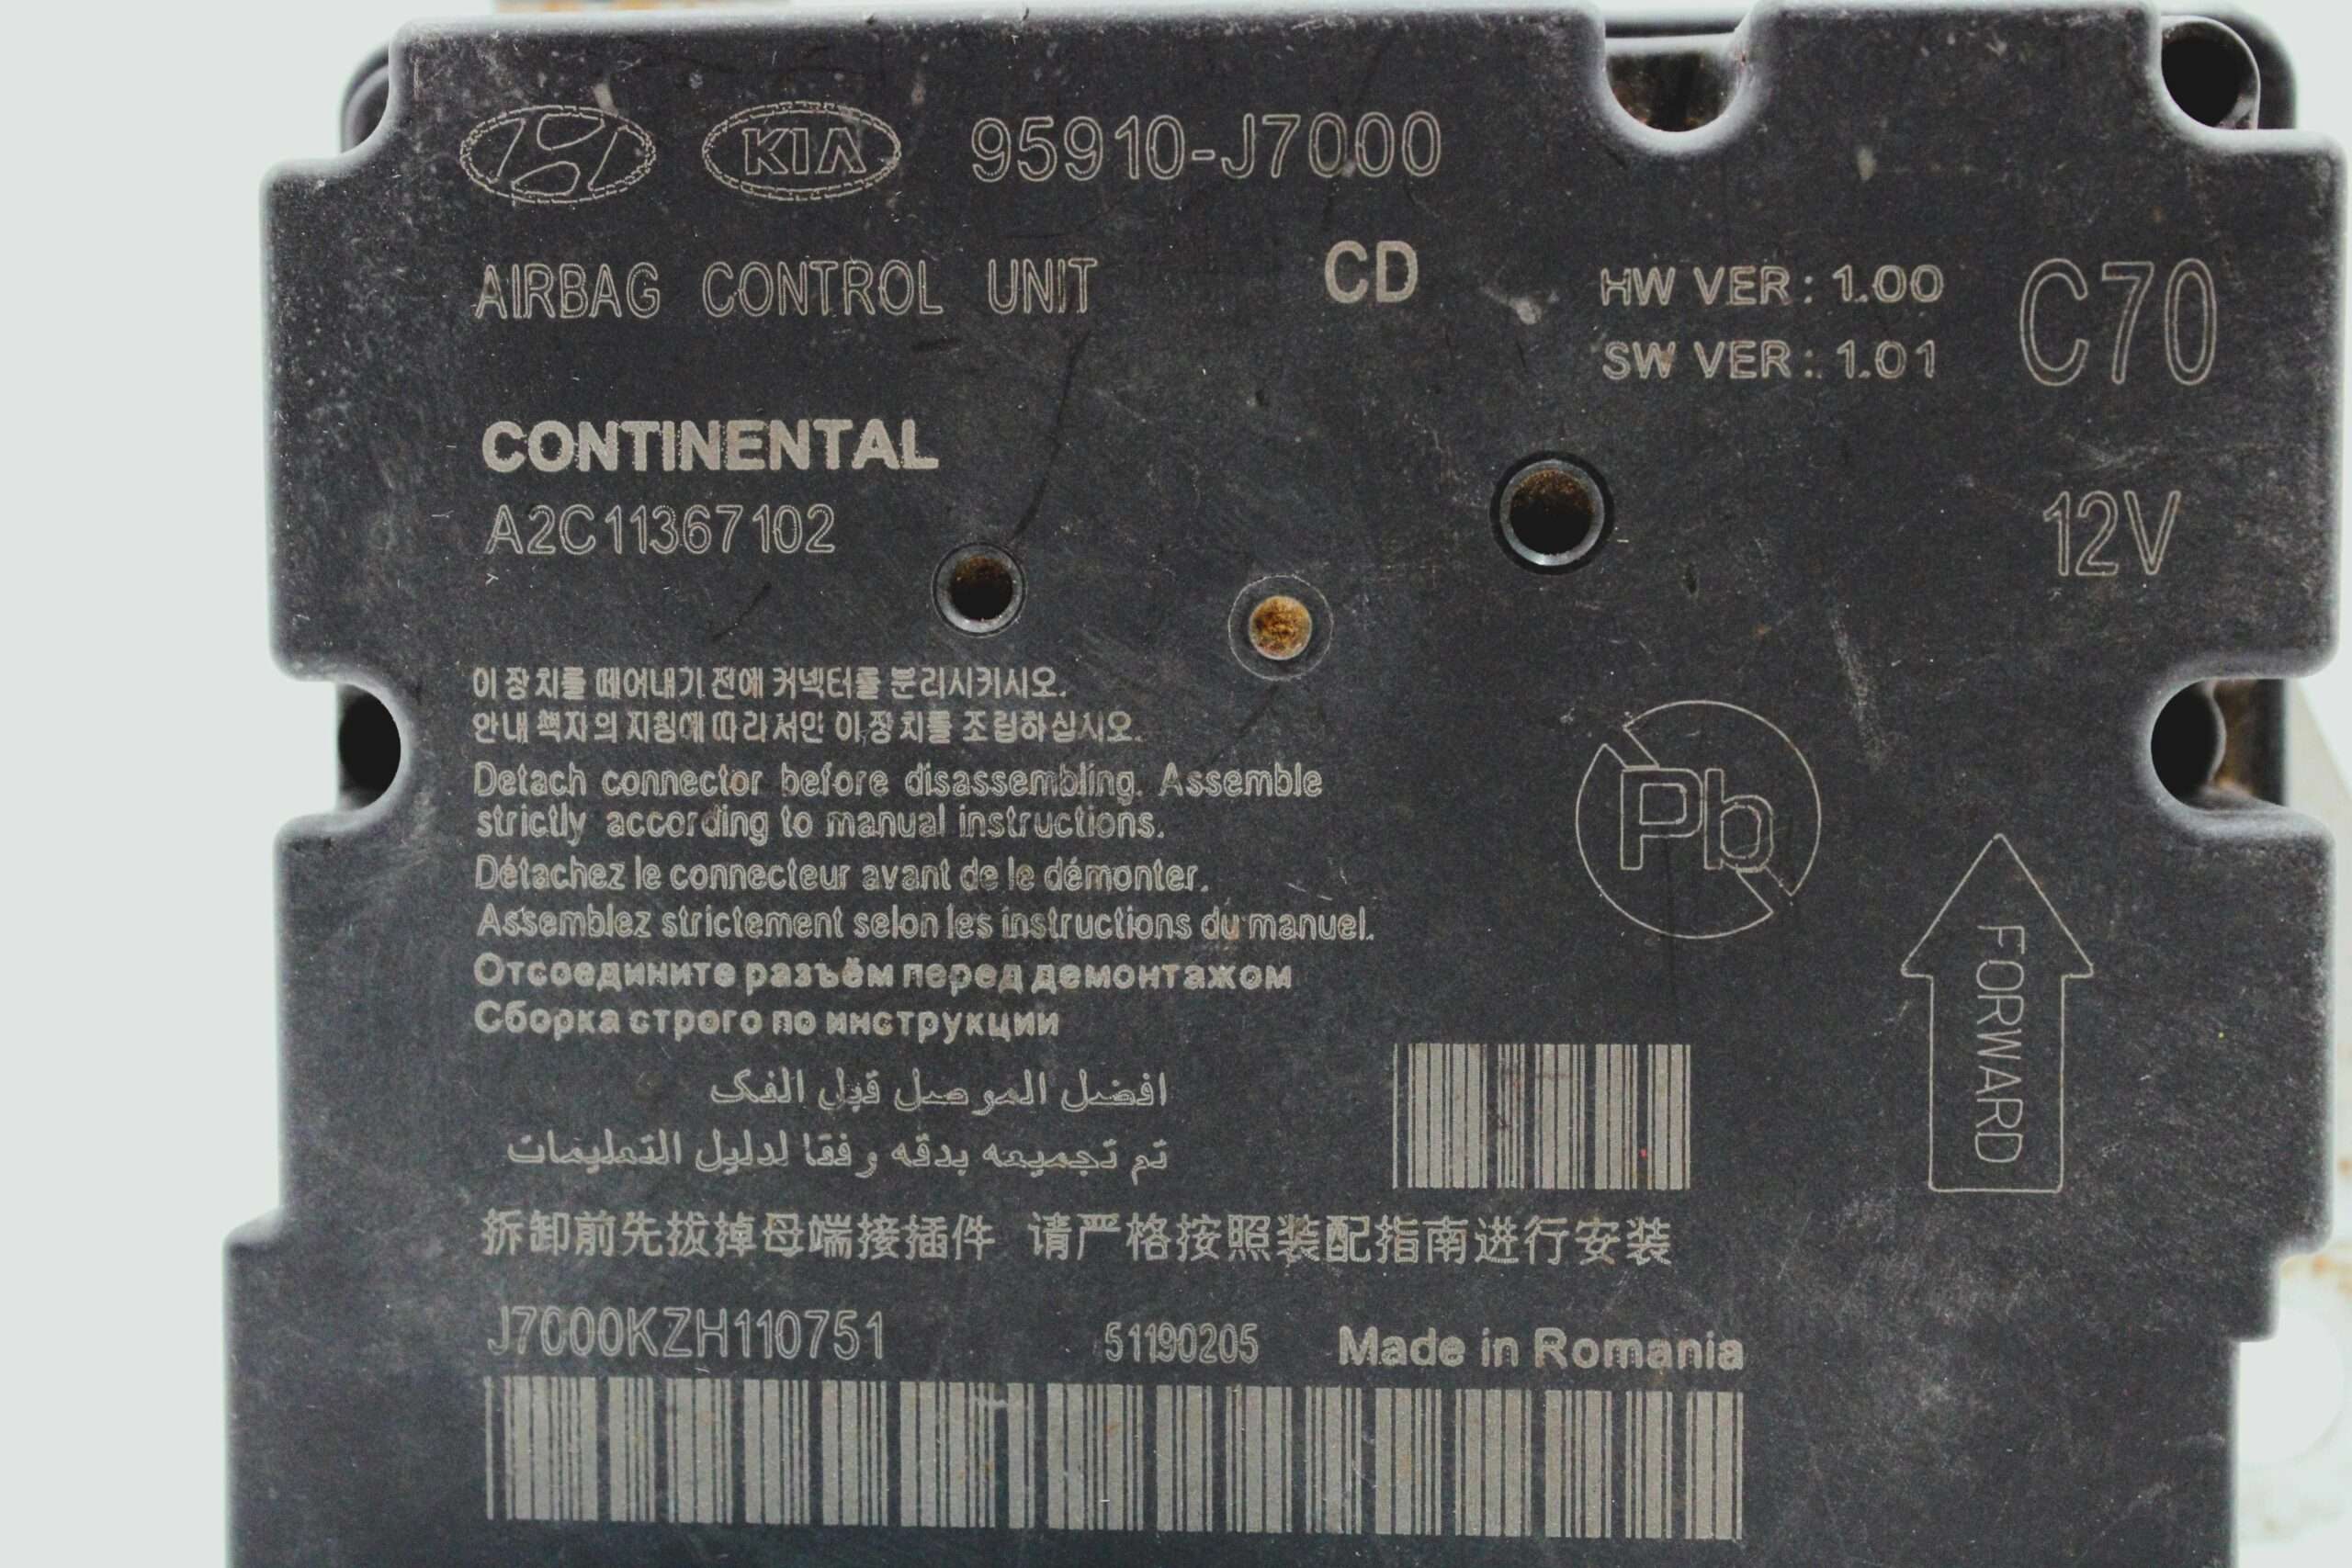 KIA 95910-J7000
AIRBAG CONTROL UNIT CD HW VER : 1.00 C70
SW VER : 1.01
CONTINENTAL
A2C11367102 12V
이 장치를 떼어내기 전에 커넥터를 분리시키시오.
안내 책자의 지침에 따라서만 이 장치를 조립하십시오.
Detach connector before disassembling. Assemble
strictly according to manual instructions.
Pb
Détachez le connecteur avant de le démonter.
Assemblez strictement selon les instructions du manuel.
FORWARD
Отсоедините разъём перед демонтажом
Сборка строго по инструкции
افضل الموصل قبل الفك
تم تجميعه بدقه وفقا لدليل التعليمات
拆卸前先拔掉母端接插件 请严格按照装配指南进行安装
J7000KZH110751 51190205 Made in Romania